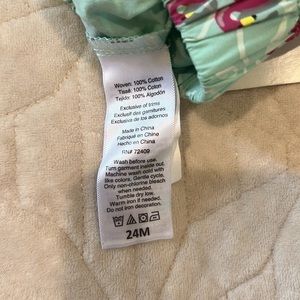 Woven: 100% Cotton
Tissé: 100% Coton
Tejido: 100% Algodón
Exclusive of trims
Exclusif des garnitures
Exclusiva de los adornos
Made in China
Fabriqué en Chine
Hecho en China
RN# 72409
Wash before use.
Turn garment inside out.
Machine wash cold with
like colors. Gentle cycle.
Only non-chlorine bleach
when needed.
Tumble dry low.
Warm iron if needed.
Do not iron decoration.
24M